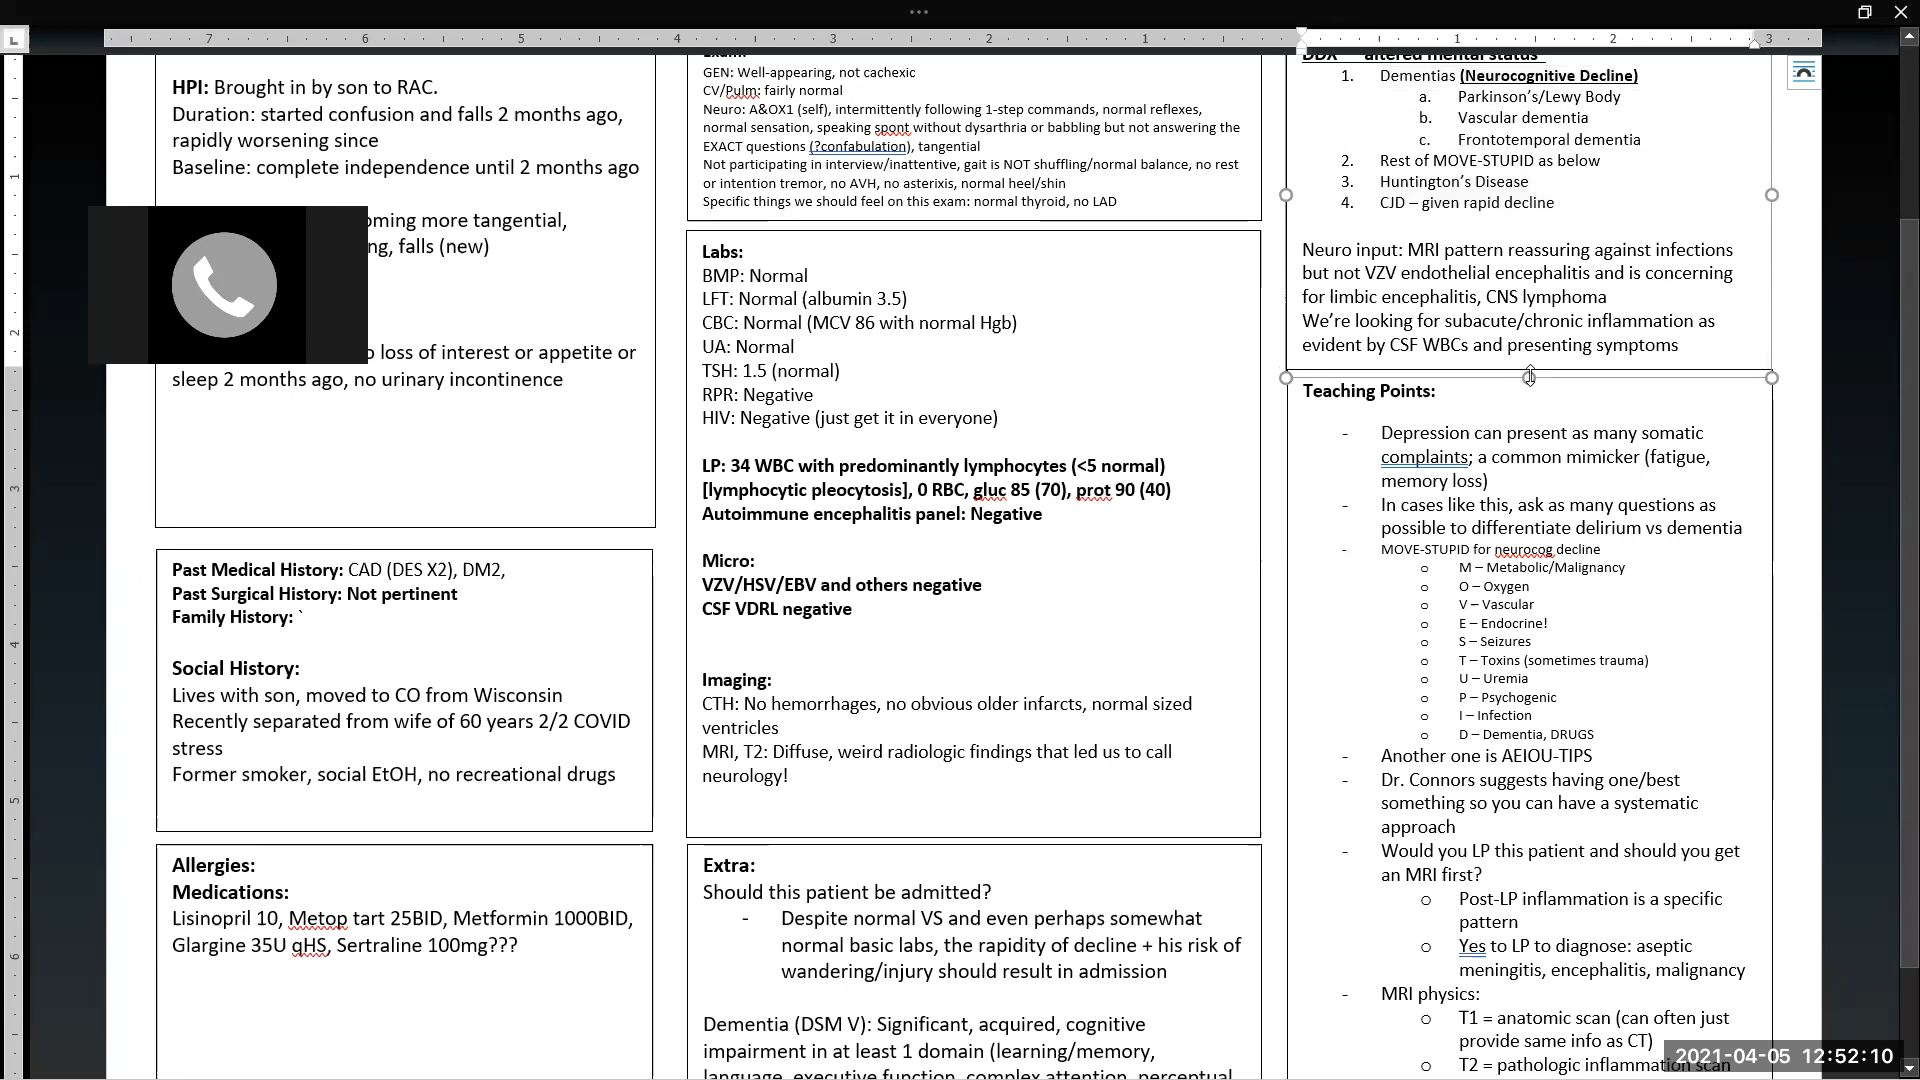 HPI: Brought in by son to RAC.
Duration: started confusion and falls 2 months ago,
rapidly worsening since
Baseline: complete independence until 2 months ago
oming more tangential,
ng, falls (new)
o loss of interest or appetite or
sleep 2 months ago, no urinary incontinence
Past Medical History: CAD (DES X2), DM2,
Past Surgical History: Not pertinent
Family History: `
Social History:
Lives with son, moved to CO from Wisconsin
Recently separated from wife of 60 years 2/2 COVID
stress
Former smoker, social EtOH, no recreational drugs
Allergies:
Medications:
Lisinopril 10, Metop tart 25BID, Metformin 1000BID,
Glargine 35U qHS, Sertraline 100mg???
Exam:
GEN: Well-appearing, not cachexic
CV/Pulm: fairly normal
Neuro: A&OX1 (self), intermittently following 1-step commands, normal reflexes,
normal sensation, speaking spont without dysarthria or babbling but not answering the
EXACT questions (?confabulation), tangential
Not participating in interview/inattentive, gait is NOT shuffling/normal balance, no rest
or intention tremor, no AVH, no asterixis, normal heel/shin
Specific things we should feel on this exam: normal thyroid, no LAD
Labs:
BMP: Normal
LFT: Normal (albumin 3.5)
CBC: Normal (MCV 86 with normal Hgb)
UA: Normal
TSH: 1.5 (normal)
RPR: Negative
HIV: Negative (just get it in everyone)
LP: 34 WBC with predominantly lymphocytes (<5 normal)
[lymphocytic pleocytosis], 0 RBC, gluc 85 (70), prot 90 (40)
Autoimmune encephalitis panel: Negative
Micro:
VZV/HSV/EBV and others negative
CSF VDRL negative
Imaging:
CTH: No hemorrhages, no obvious older infarcts, normal sized
ventricles
MRI, T2: Diffuse, weird radiologic findings that led us to call
neurology!
Extra:
Should this patient be admitted?
- Despite normal VS and even perhaps somewhat
normal basic labs, the rapidity of decline + his risk of
wandering/injury should result in admission
Dementia (DSM V): Significant, acquired, cognitive
impairment in at least 1 domain (learning/memory,
language, executive function, complex attention, perceptual
DDX altered mental status
1. Dementias (Neurocognitive Decline)
a. Parkinson's/Lewy Body
b. Vascular dementia
c. Frontotemporal dementia
2. Rest of MOVE-STUPID as below
3. Huntington's Disease
4. CJD – given rapid decline
Neuro input: MRI pattern reassuring against infections
but not VZV endothelial encephalitis and is concerning
for limbic encephalitis, CNS lymphoma
We're looking for subacute/chronic inflammation as
evident by CSF WBCs and presenting symptoms
Teaching Points:
- Depression can present as many somatic
complaints; a common mimicker (fatigue,
memory loss)
- In cases like this, ask as many questions as
possible to differentiate delirium vs dementia
- MOVE-STUPID for neurocog decline
o M – Metabolic/Malignancy
o O – Oxygen
o V – Vascular
o E – Endocrine!
o S – Seizures
o T – Toxins (sometimes trauma)
o U – Uremia
o P – Psychogenic
o I – Infection
o D – Dementia, DRUGS
- Another one is AEIOU-TIPS
- Dr. Connors suggests having one/best
something so you can have a systematic
approach
- Would you LP this patient and should you get
an MRI first?
o Post-LP inflammation is a specific
pattern
o Yes to LP to diagnose: aseptic
meningitis, encephalitis, malignancy
- MRI physics:
o T1 = anatomic scan (can often just
provide same info as CT)
o T2 = pathologic inflammation scan
2021-04-05 12:52:10